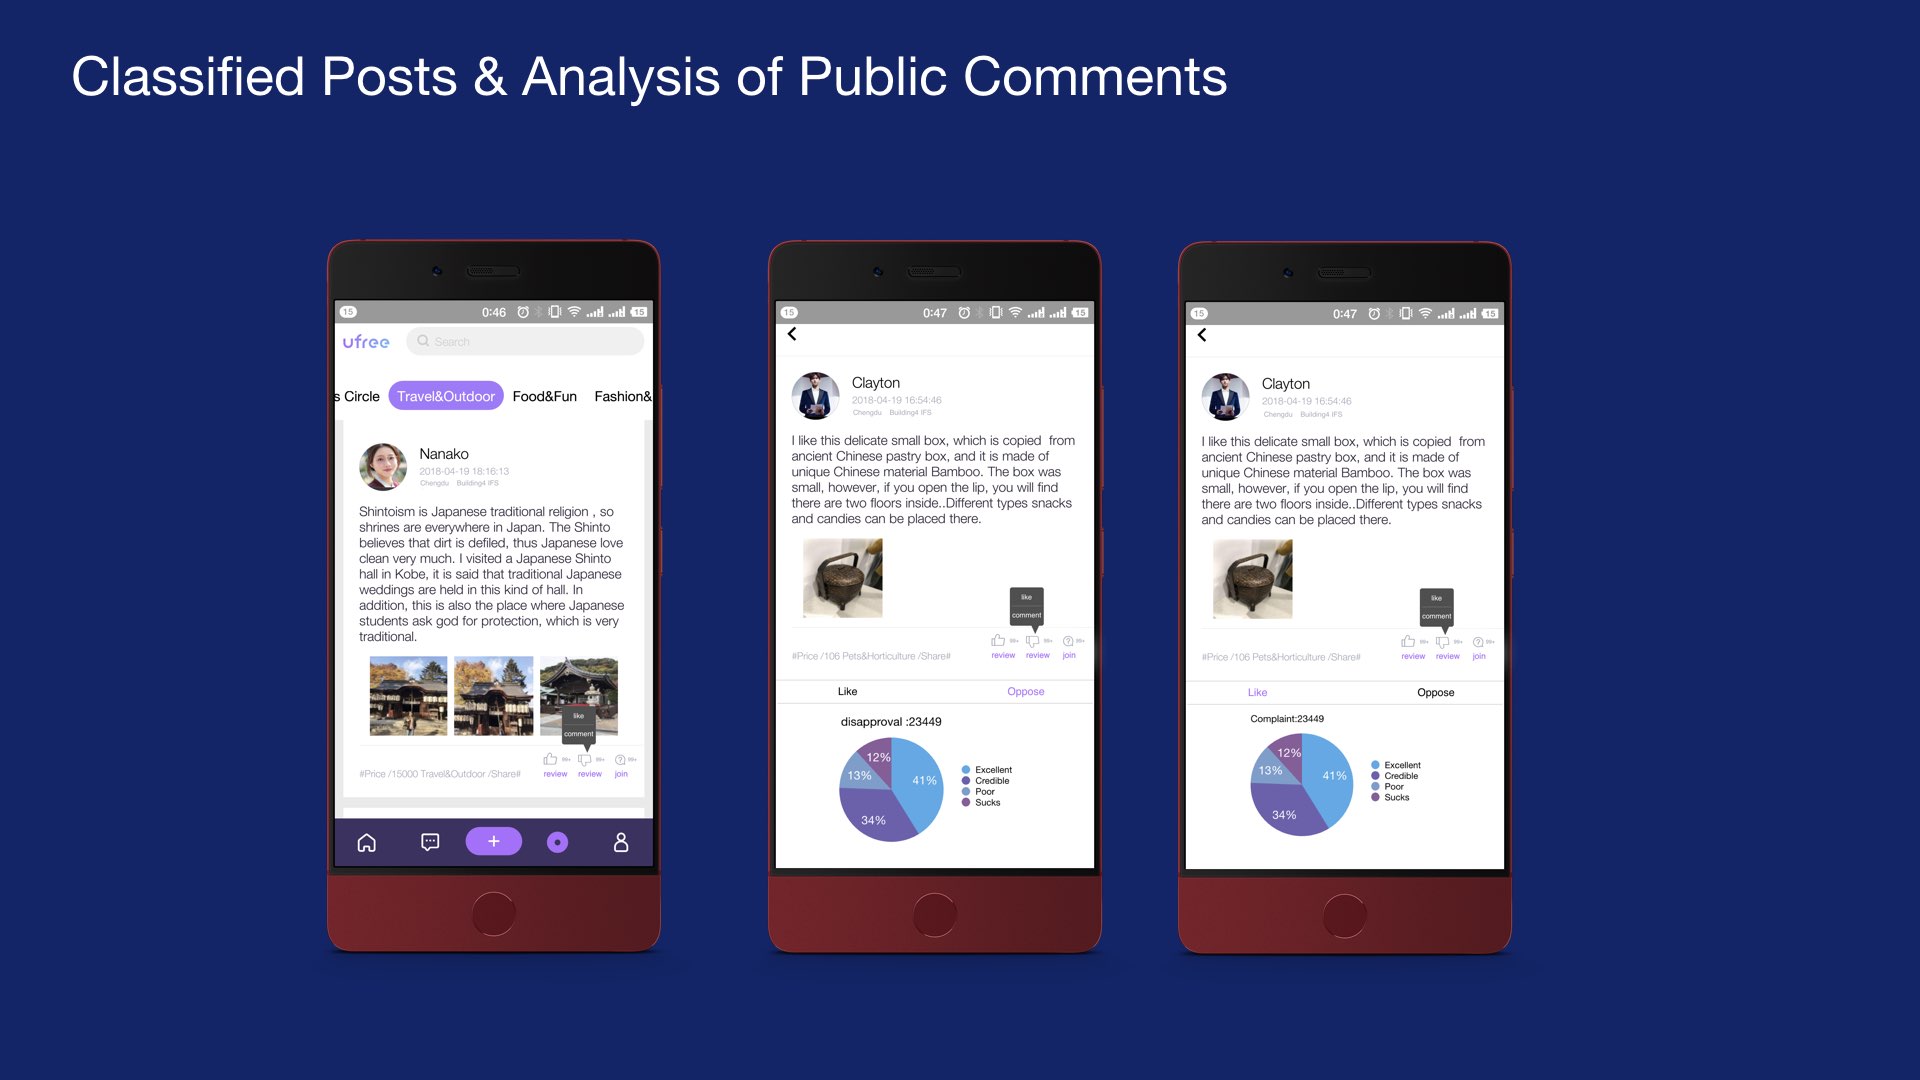 Classified Posts & Analysis of Public Comments
15 0:46 15
ufree Search
s Circle Travel&Outdoor Food&Fun Fashion&
Nanako
2018-04-19 18:16:13
Chengdu Building4 IFS
Shintoism is Japanese traditional religion , so
shrines are everywhere in Japan. The Shinto
believes that dirt is defiled, thus Japanese love
clean very much. I visited a Japanese Shinto
hall in Kobe, it is said that traditional Japanese
weddings are held in this kind of hall. In
addition, this is also the place where Japanese
students ask god for protection, which is very
traditional.
like
comment
99+ 99+ 99+
#Price /15000 Travel&Outdoor /Share# review review join
+
15 0:47 15
Clayton
2018-04-19 16:54:46
Chengdu Building4 IFS
I like this delicate small box, which is copied from
ancient Chinese pastry box, and it is made of
unique Chinese material Bamboo. The box was
small, however, if you open the lip, you will find
there are two floors inside..Different types snacks
and candies can be placed there.
like
comment
99+ 99+ 99+
#Price /106 Pets&Horticulture /Share# review review join
Like Oppose
disapproval :23449
12%
13% 41%
34%
Excellent
Credible
Poor
Sucks
15 0:47 15
Clayton
2018-04-19 16:54:46
Chengdu Building4 IFS
I like this delicate small box, which is copied from
ancient Chinese pastry box, and it is made of
unique Chinese material Bamboo. The box was
small, however, if you open the lip, you will find
there are two floors inside..Different types snacks
and candies can be placed there.
like
comment
99+ 99+ 99+
#Price /106 Pets&Horticulture /Share# review review join
Like Oppose
Complaint:23449
12%
13% 41%
34%
Excellent
Credible
Poor
Sucks